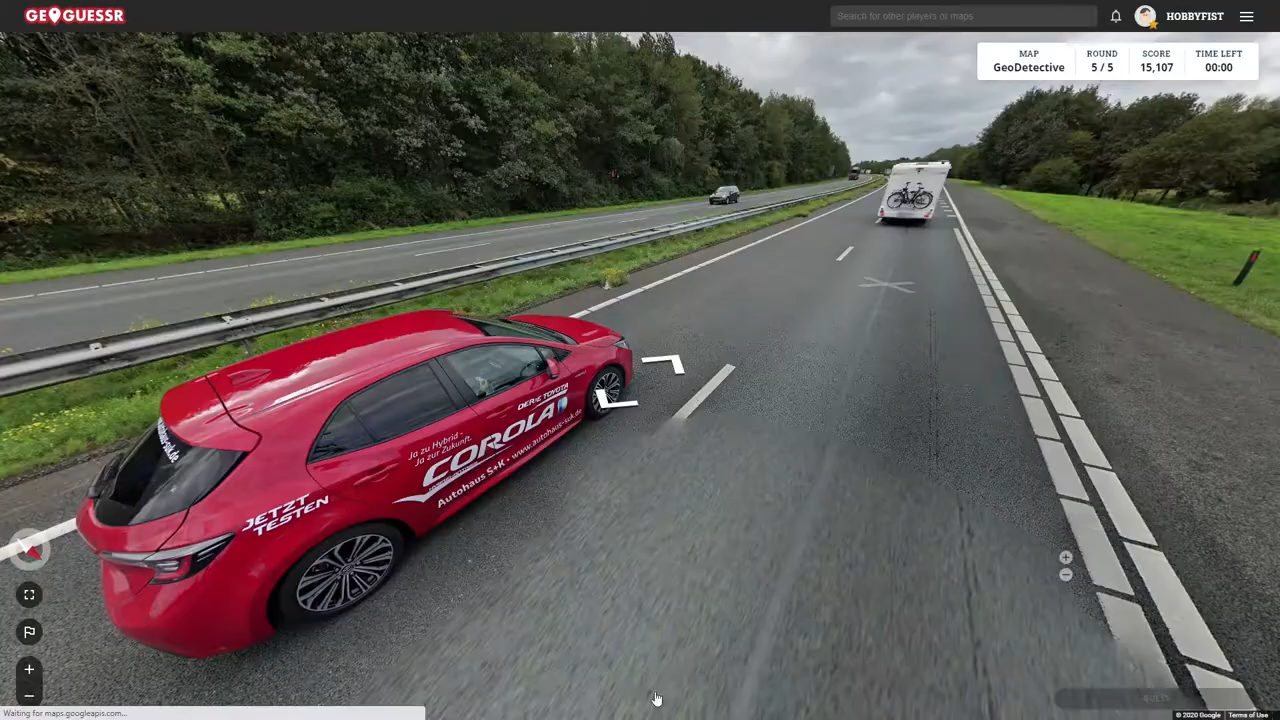 GEOGUESSR
Search for other players or maps
HOBBYFIST
MAP
GeoDetective
ROUND
5 / 5
SCORE
15,107
TIME LEFT
00:00
DER TOYOTA
Ja zu Hybrid -
Ja zur Zukunft.
COROLLA
Autohaus S+K • www.autohaus-suk.de
JETZT
TESTEN
GUESS
Waiting for maps.googleapis.com...
© 2020 Google
Terms of Use